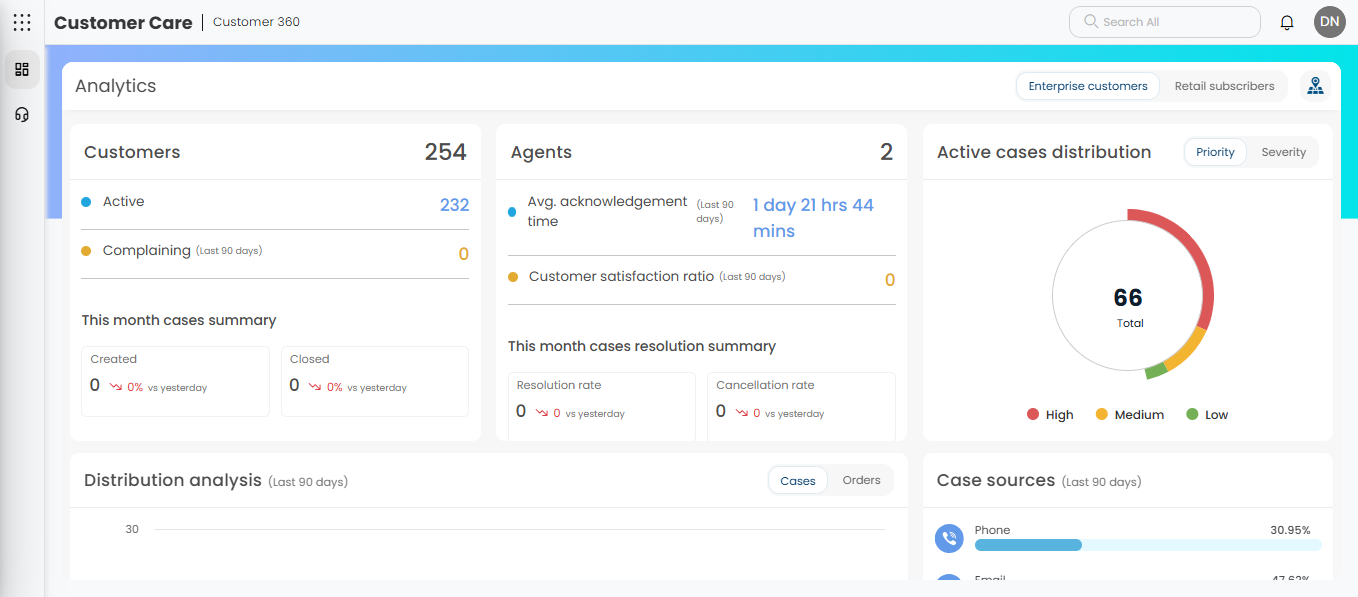 Customer Care
Customer 360
Search All
DN
Analytics
Enterprise customers
Retail subscribers
Customers
254
Active
232
Complaining (Last 90 days)
0
This month cases summary
Created
0 0% vs yesterday
Closed
0 0% vs yesterday
Agents
2
Avg. acknowledgement
time
(Last 90
days)
1 day 21 hrs 44
mins
Customer satisfaction ratio (Last 90 days)
0
This month cases resolution summary
Resolution rate
0 0 vs yesterday
Cancellation rate
0 0 vs yesterday
Active cases distribution
Priority
Severity
66
Total
High
Medium
Low
Distribution analysis (Last 90 days)
Cases
Orders
30
Case sources (Last 90 days)
Phone
30.95%
Email
47.62%